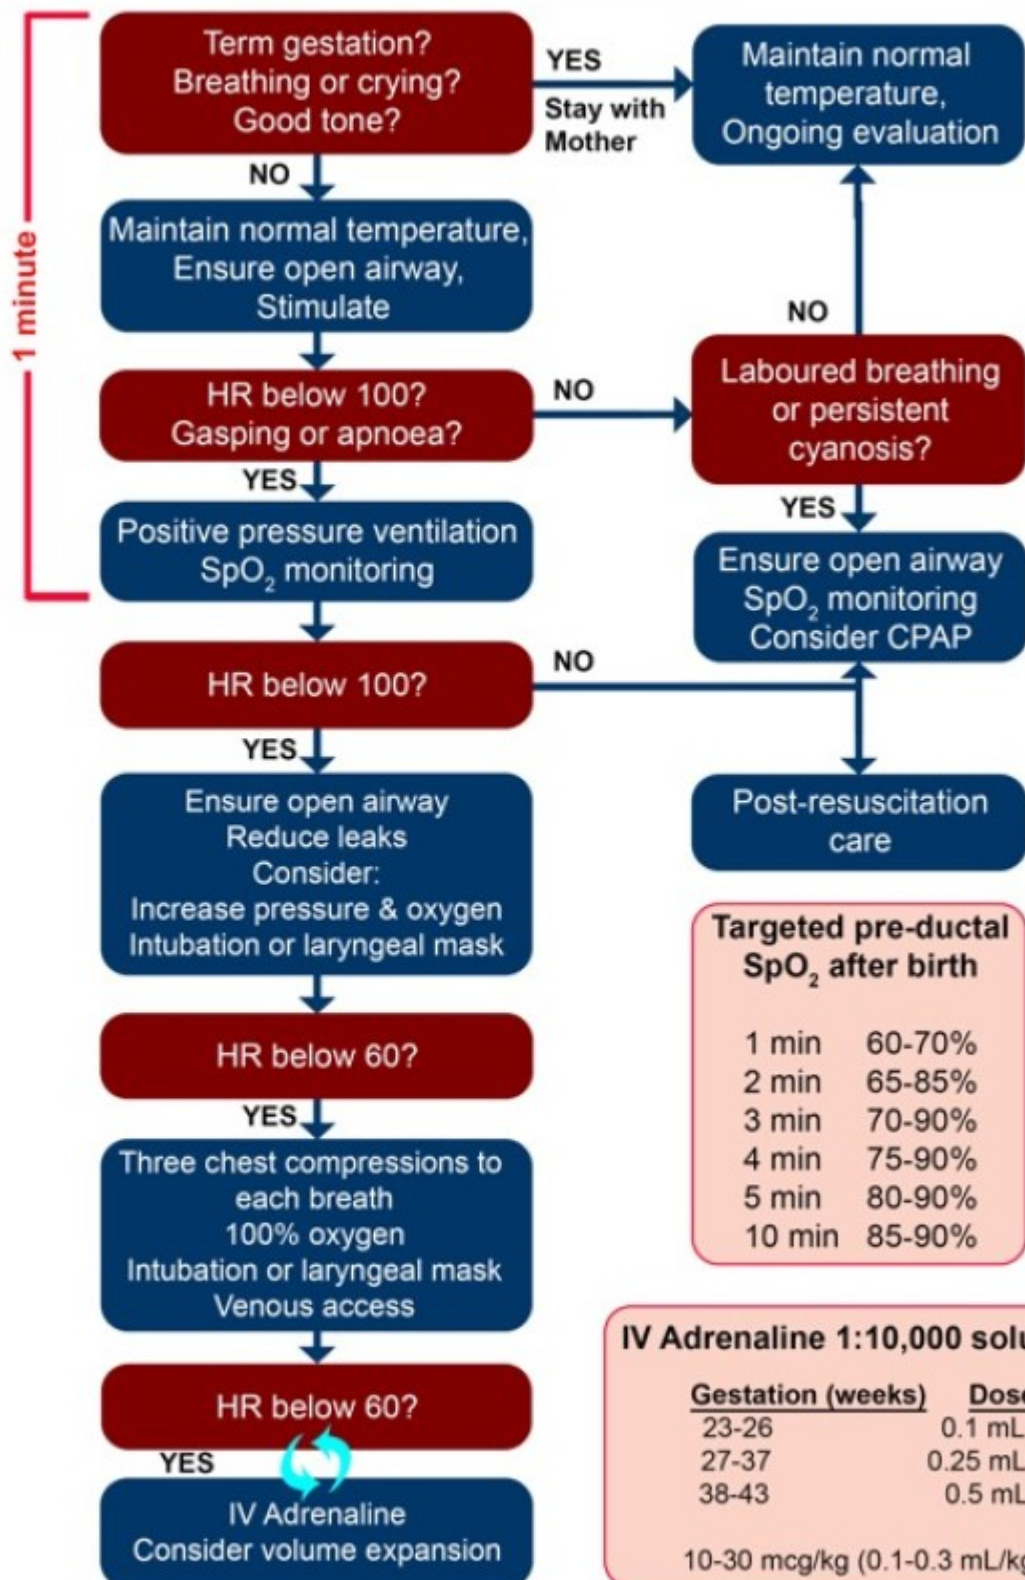 1 minute
Term gestation?
Breathing or crying?
Good tone?
YES
Stay with
Mother
Maintain normal
temperature,
Ongoing evaluation
NO
Maintain normal temperature,
Ensure open airway,
Stimulate
HR below 100?
Gasping or apnoea?
NO
Laboured breathing
or persistent
cyanosis?
NO
YES
Ensure open airway
SpO₂ monitoring
Consider CPAP
YES
Positive pressure ventilation
SpO₂ monitoring
HR below 100?
NO
Post-resuscitation
care
YES
Ensure open airway
Reduce leaks
Consider:
Increase pressure & oxygen
Intubation or laryngeal mask
HR below 60?
YES
Three chest compressions to
each breath
100% oxygen
Intubation or laryngeal mask
Venous access
HR below 60?
YES
IV Adrenaline
Consider volume expansion
Targeted pre-ductal
SpO₂ after birth
1 min 60-70%
2 min 65-85%
3 min 70-90%
4 min 75-90%
5 min 80-90%
10 min 85-90%
IV Adrenaline 1:10,000
Gestation (weeks) Dose
23-26 0.1 mL
27-37 0.25 mL
38-43 0.5 mL
10-30 mcg/kg (0.1-0.3 mL/kg